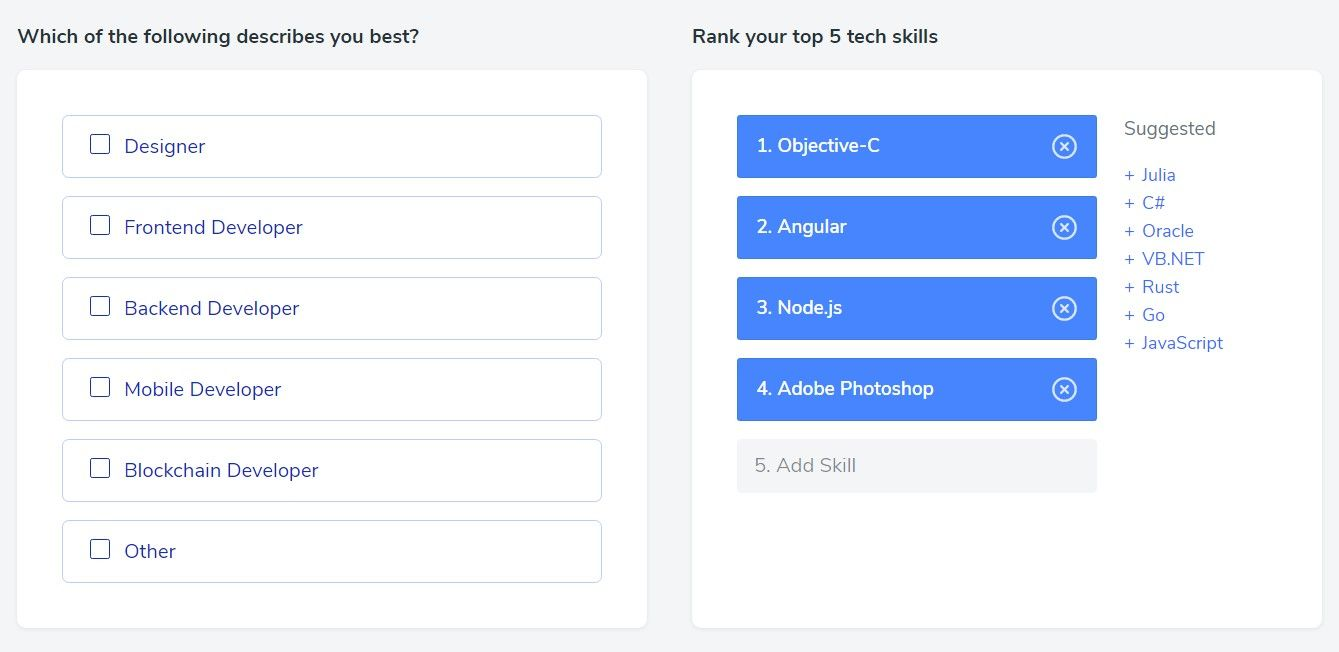 Which of the following describes you best?
Designer
Frontend Developer
Backend Developer
Mobile Developer
Blockchain Developer
Other
Rank your top 5 tech skills
1. Objective-C
2. Angular
3. Node.js
4. Adobe Photoshop
5. Add Skill
Suggested
+ Julia
+ C#
+ Oracle
+ VB.NET
+ Rust
+ Go
+ JavaScript